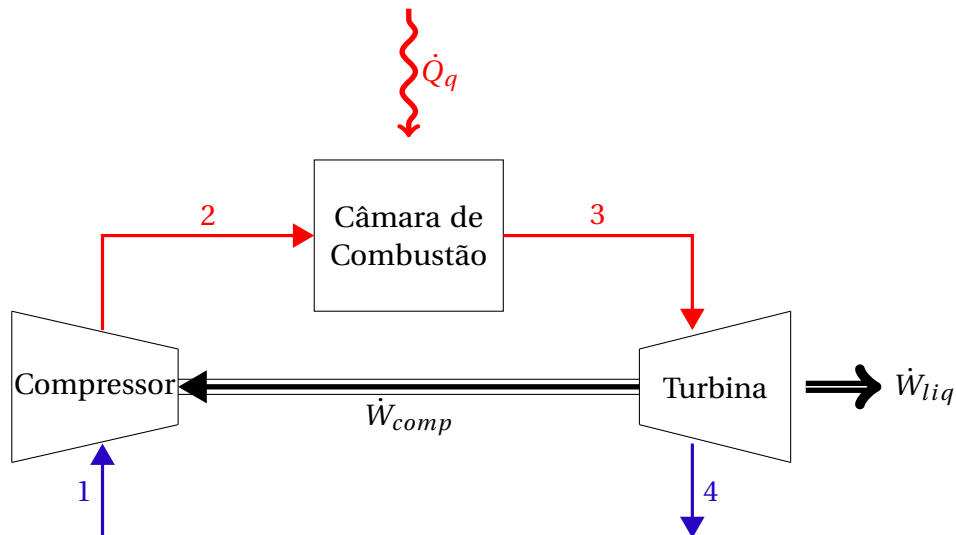 Q̇q
2
Câmara de
Combustão
3
Compressor
Ẇcomp
Turbina
Ẇliq
1
4